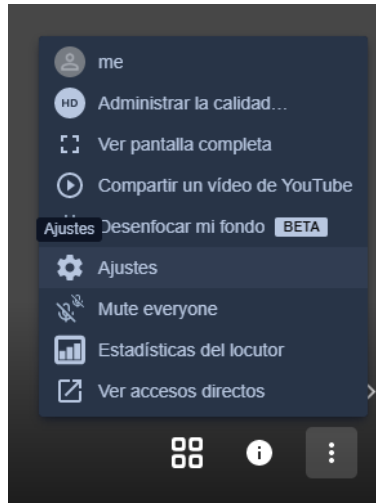 me
HD
Administrar la calidad...
Ver pantalla completa
Compartir un vídeo de YouTube
Ajustes
Desenfocar mi fondo BETA
Ajustes
Mute everyone
Estadísticas del locutor
Ver accesos directos